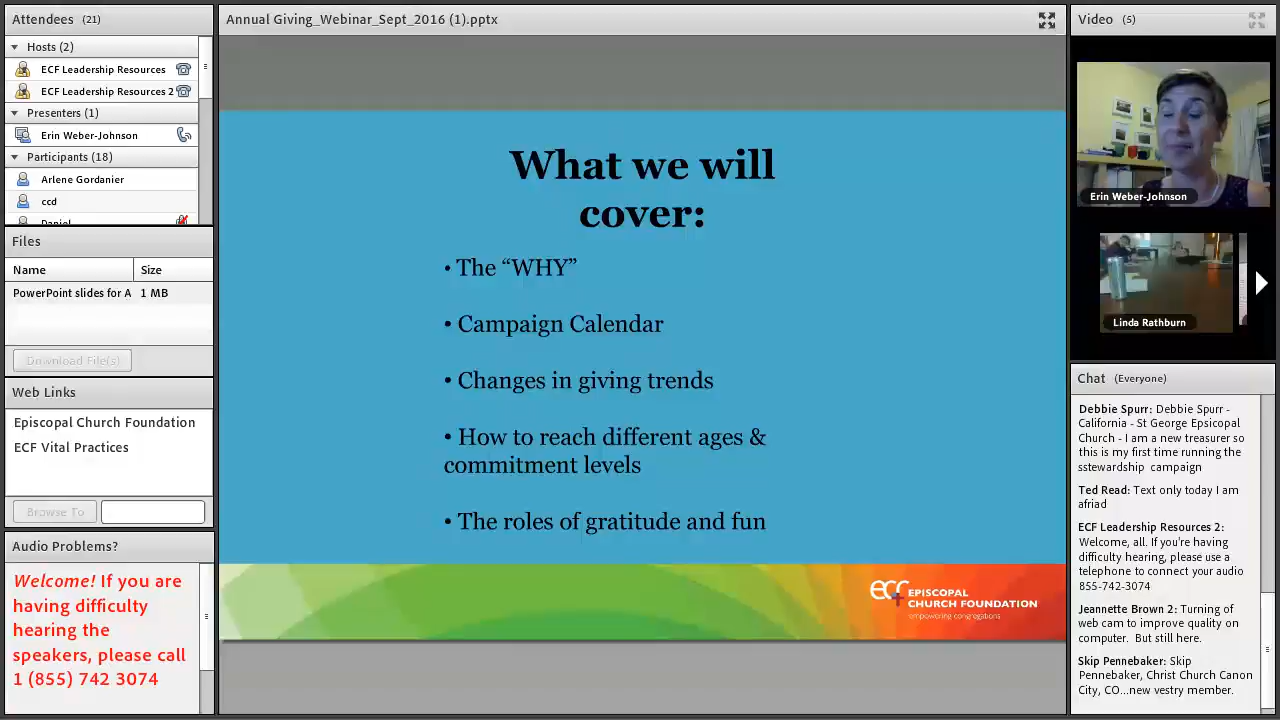 Attendees (21)
Hosts (2)
ECF Leadership Resources
ECF Leadership Resources 2
Presenters (1)
Erin Weber-Johnson
Participants (18)
Arlene Gordanier
ccd
Daniel
Files
Name Size
PowerPoint slides for A 1 MB
Download File(s)
Web Links
Episcopal Church Foundation
ECF Vital Practices
Browse To
Audio Problems?
Welcome! If you are
having difficulty
hearing the
speakers, please call
1 (855) 742 3074
Annual Giving_Webinar_Sept_2016 (1).pptx
What we will
cover:
• The “WHY”
• Campaign Calendar
• Changes in giving trends
• How to reach different ages &
commitment levels
• The roles of gratitude and fun
ecf EPISCOPAL
CHURCH FOUNDATION
empowering congregations
Video (5)
Erin Weber-Johnson
Linda Rathburn
Chat (Everyone)
Debbie Spurr: Debbie Spurr -
California - St George Epsicopal
Church - I am a new treasurer so
this is my first time running the
sstewardship campaign
Ted Read: Text only today I am
afriad
ECF Leadership Resources 2:
Welcome, all. If you're having
difficulty hearing, please use a
telephone to connect your audio
855-742-3074
Jeannette Brown 2: Turning of
web cam to improve quality on
computer. But still here.
Skip Pennebaker: Skip
Pennebaker, Christ Church Canon
City, CO...new vestry member.